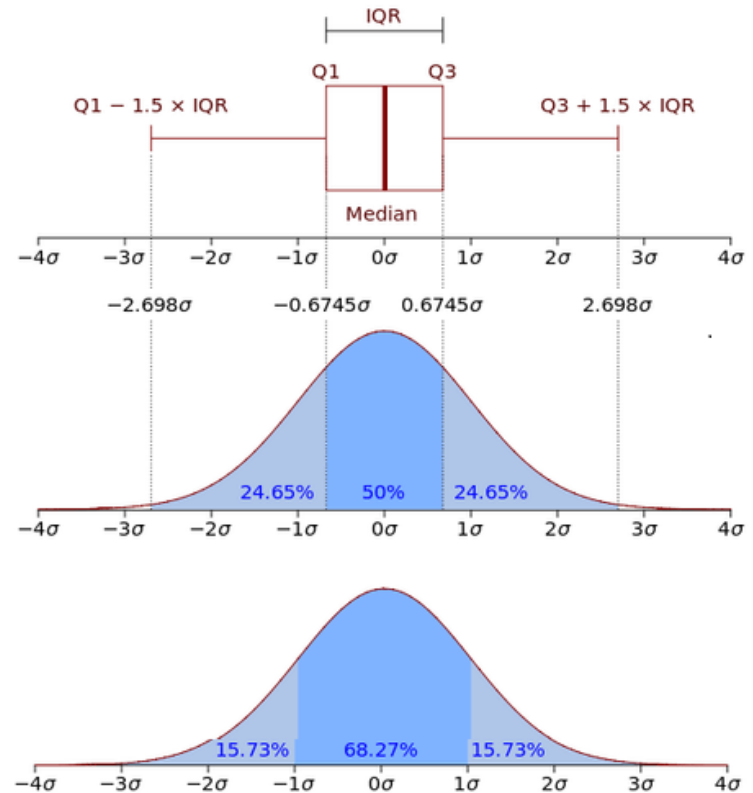 IQR
Q1 Q3
Q1 − 1.5 × IQR Q3 + 1.5 × IQR
Median
−4σ −3σ −2σ −1σ 0σ 1σ 2σ 3σ 4σ
−2.698σ −0.6745σ 0.6745σ 2.698σ
24.65% 50% 24.65%
−4σ −3σ −2σ −1σ 0σ 1σ 2σ 3σ 4σ
15.73% 68.27% 15.73%
−4σ −3σ −2σ −1σ 0σ 1σ 2σ 3σ 4σ